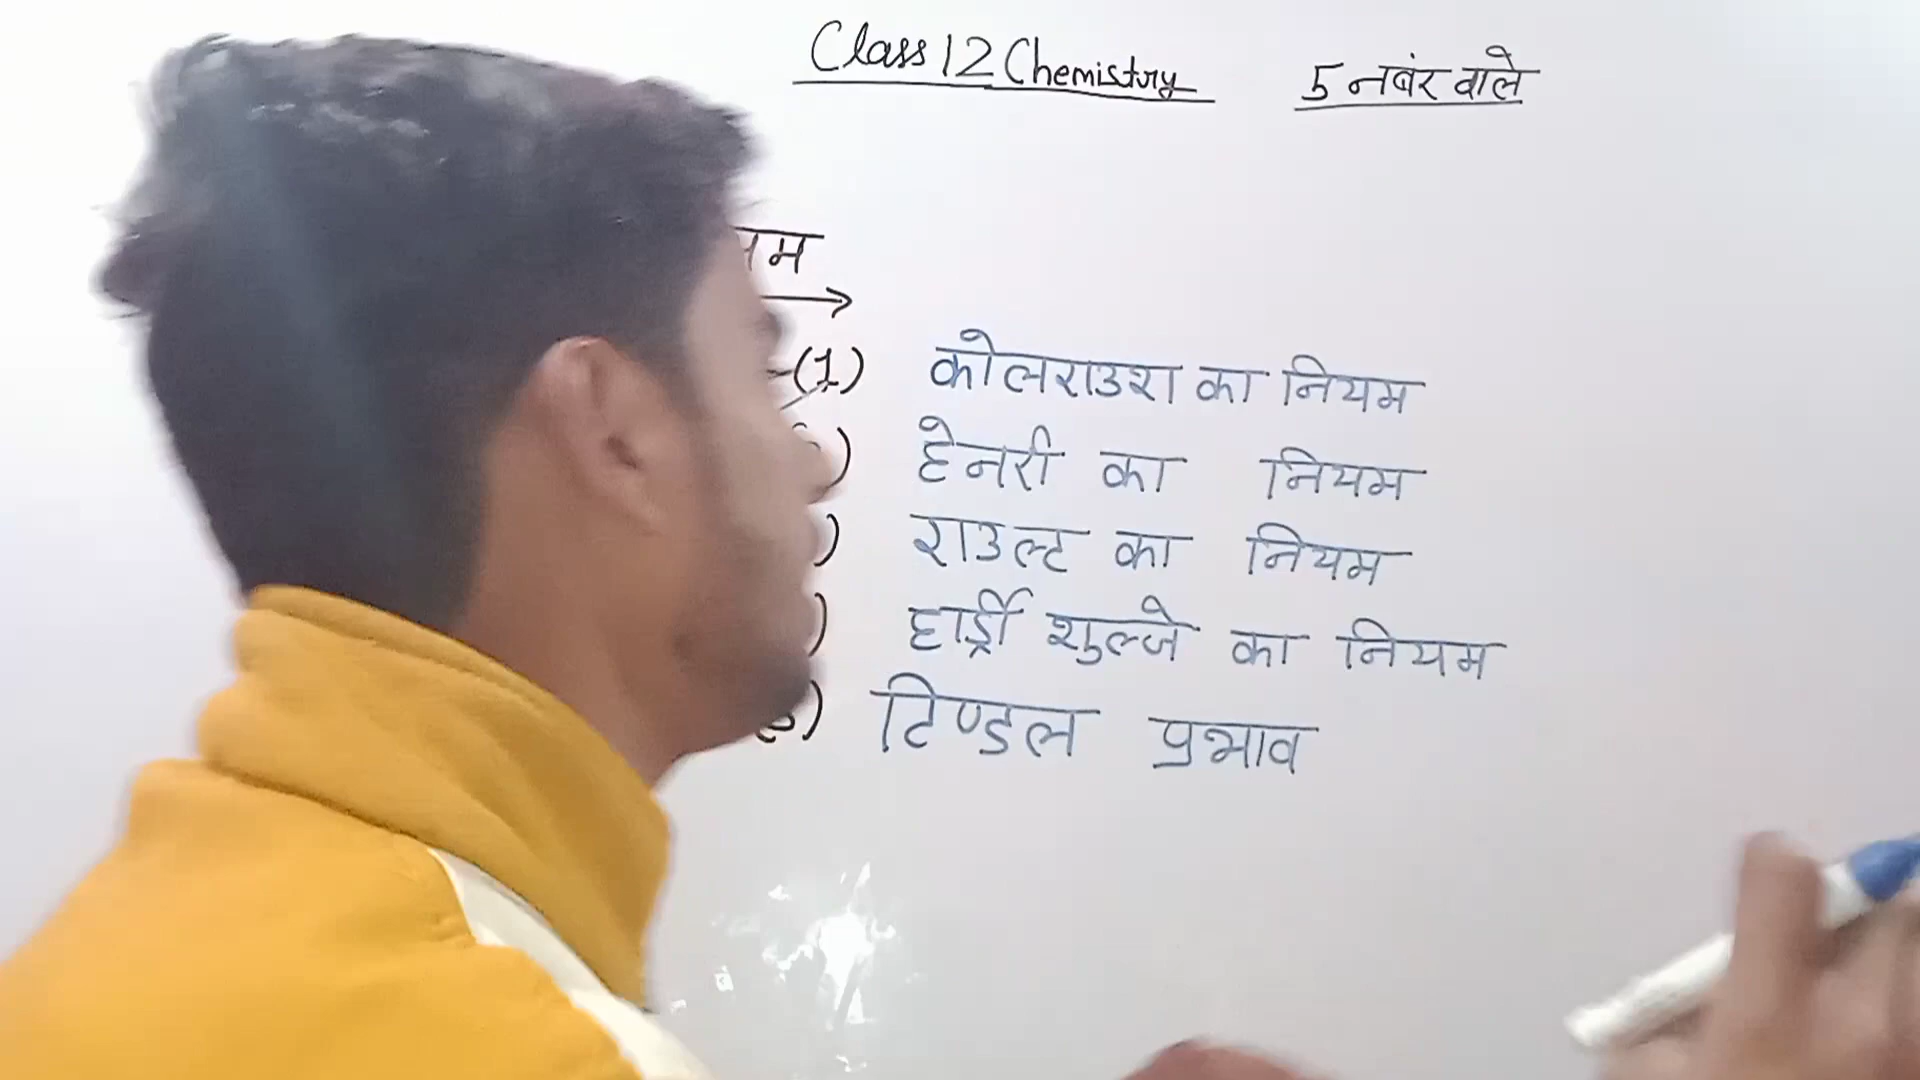 Class 12 Chemistry 5 नबंर वाले
(1) कोलराउश का नियम
हेनरी का नियम
राउल्ट का नियम
हार्ड्री शुल्जे का नियम
टिण्डल प्रभाव